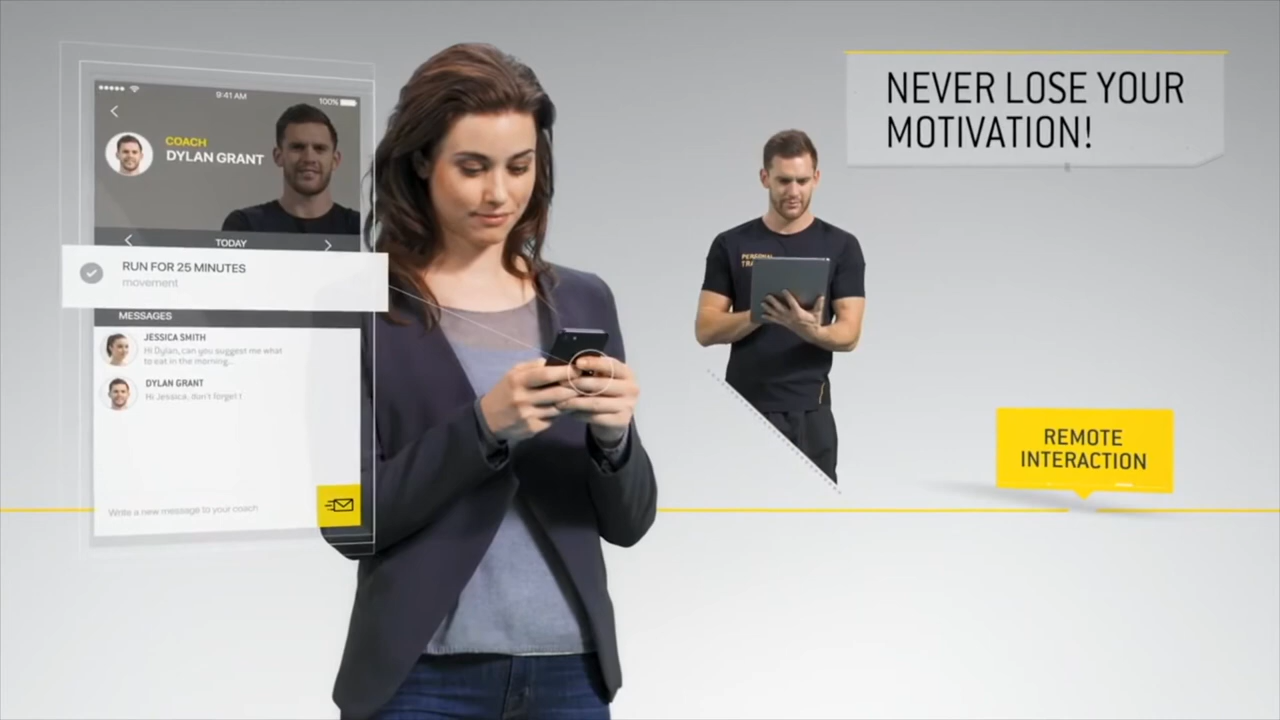 9:41 AM
100%
COACH
DYLAN GRANT
TODAY
RUN FOR 25 MINUTES
movement
MESSAGES
JESSICA SMITH
Hi Dylan, can you suggest me what
to eat in the morning...
DYLAN GRANT
Hi Jessica, don't forget t
Write a new message to your coach
PERSONAL
TRA
NEVER LOSE YOUR
MOTIVATION!
REMOTE
INTERACTION